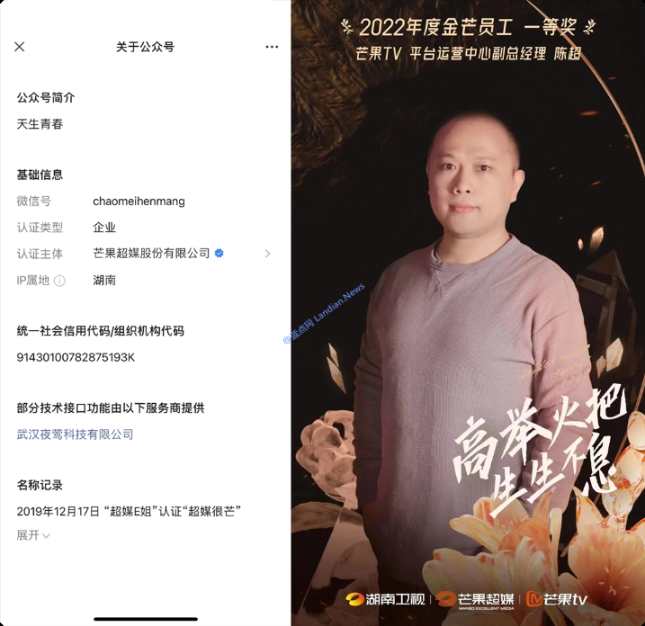 关于公众号
公众号简介
天生青春
基础信息
微信号 chaomeihenmang
认证类型 企业
认证主体 芒果超媒股份有限公司
IP属地 湖南
统一社会信用代码/组织机构代码
91430100782875193K
部分技术接口功能由以下服务商提供
武汉夜莺科技有限公司
名称记录
2019年12月17日 “超媒E姐”认证“超媒很芒”
展开
@蓝点网 Landian.News
2022年度金芒员工 一等奖
芒果TV 平台运营中心副总经理 陈超
高举火把
生生不息
湖南卫视 芒果超媒 芒果tv
MANGO EXCELLENT MEDIA